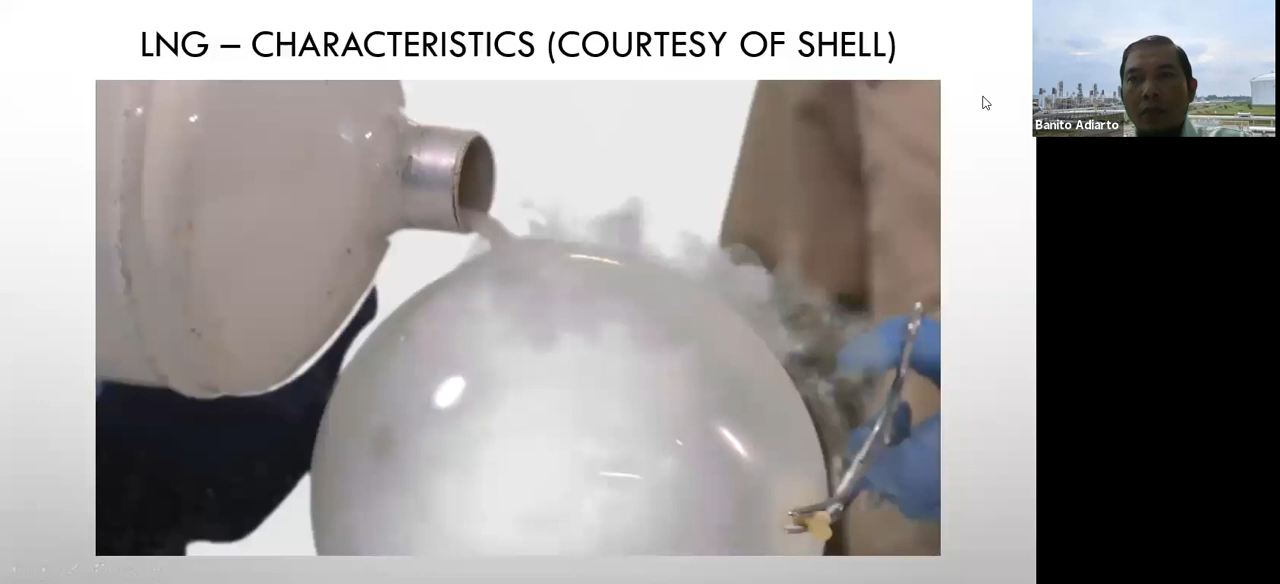 LNG – CHARACTERISTICS (COURTESY OF SHELL)
Banito Adiarto